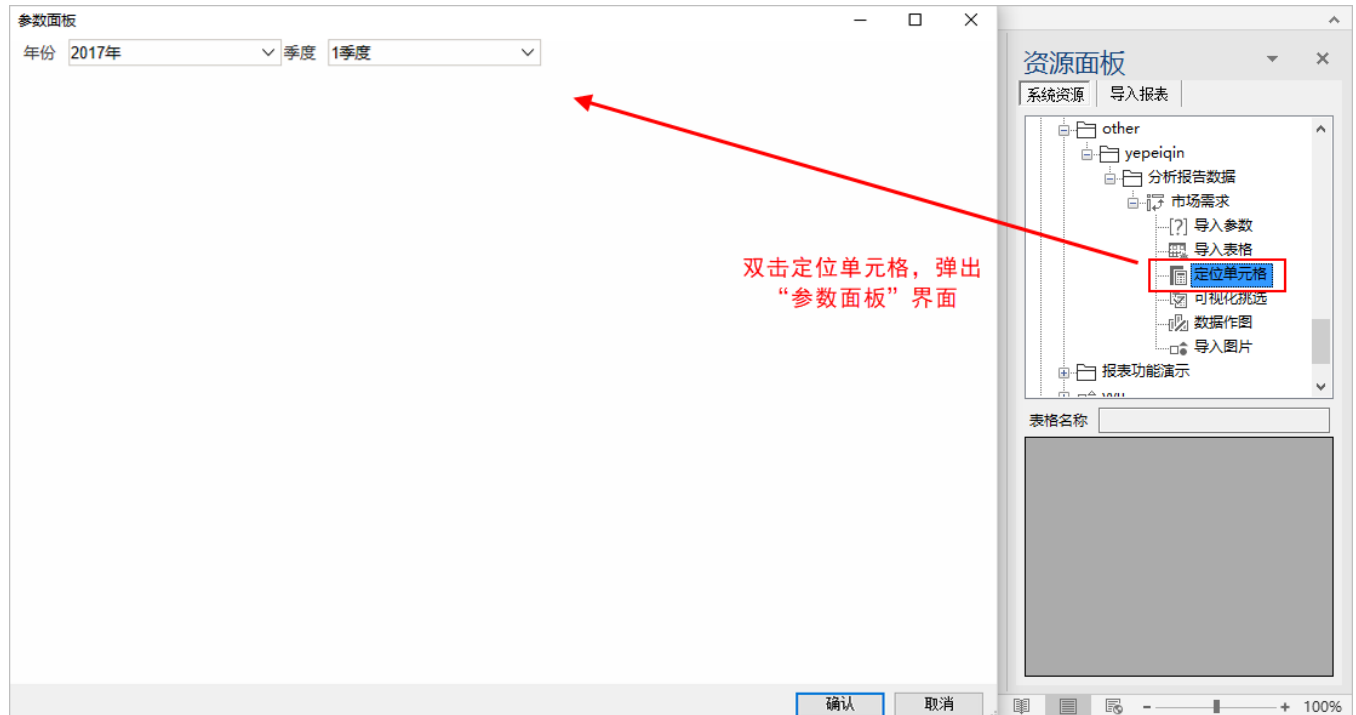 参数面板
年份 2017年 季度 1季度
双击定位单元格，弹出
“参数面板”界面
确认 取消
资源面板
系统资源 导入报表
other
yepeiqin
分析报告数据
市场需求
[?] 导入参数
导入表格
定位单元格
可视化挑选
数据作图
导入图片
报表功能演示
表格名称
100%